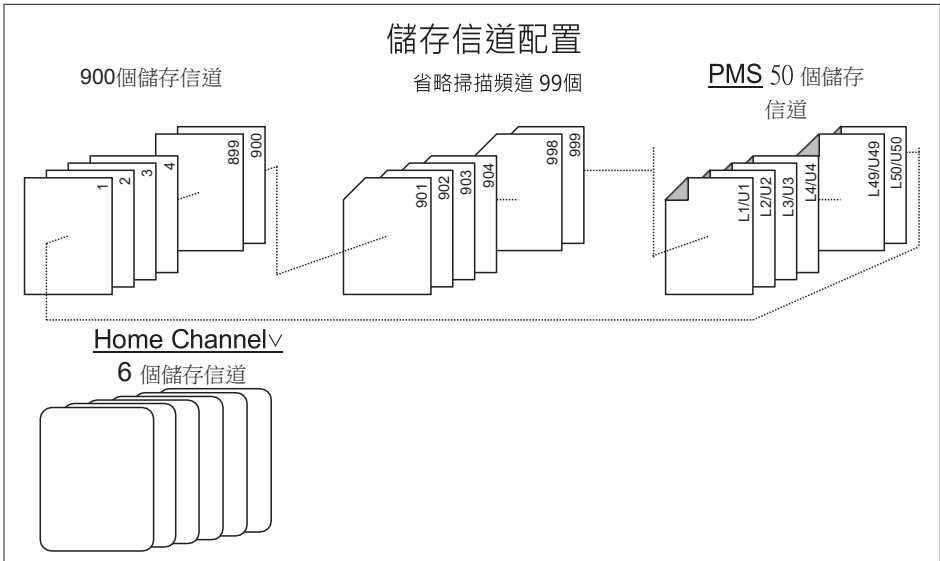 儲存信道配置
900個儲存信道
省略掃描頻道 99個
PMS 50 個儲存
信道
1
2
3
4
899
900
901
902
903
904
998
999
L1/U1
L2/U2
L3/U3
L4/U4
L49/U49
L50/U50
Home Channel∨
6 個儲存信道